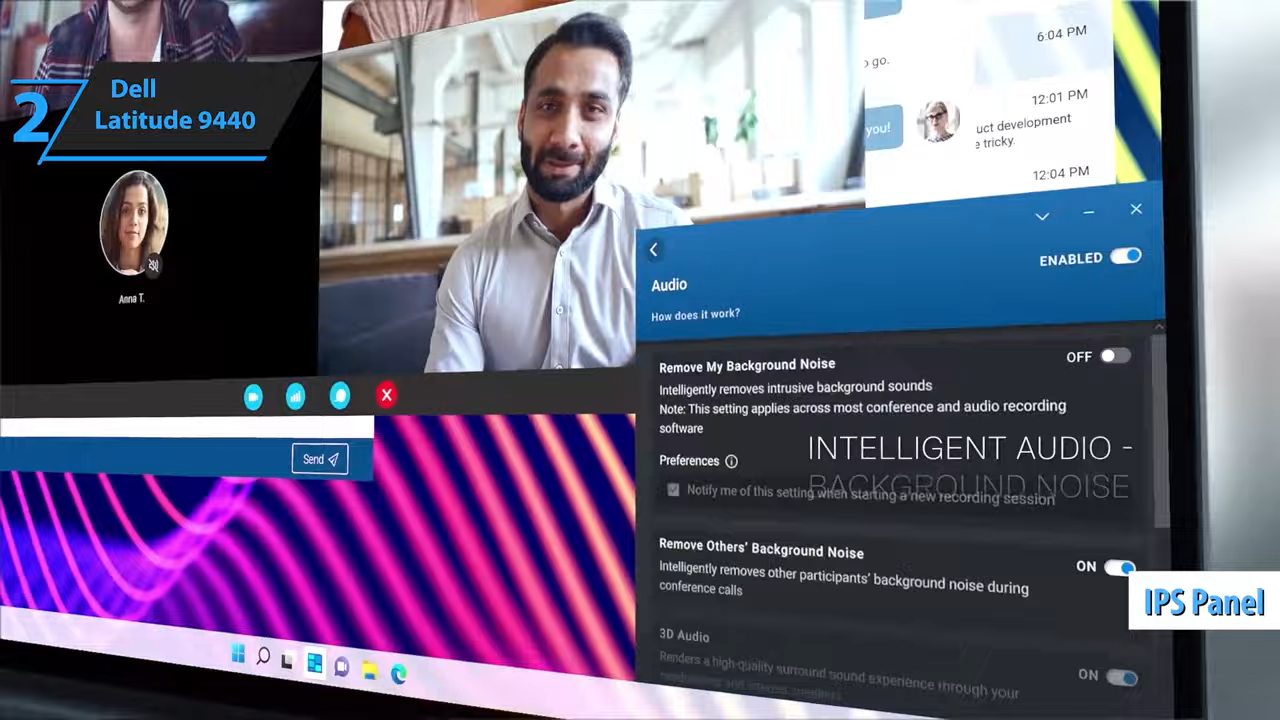 2
Dell
Latitude 9440
Anna T.
Send
6:04 PM
go.
12:01 PM
you!
uct development
tricky.
12:04 PM
ENABLED
Audio
How does it work?
Remove My Background Noise
OFF
Intelligently removes intrusive background sounds
Note: This setting applies across most conference and audio recording
software
Preferences
INTELLIGENT AUDIO -
BACKGROUND NOISE
Notify me of this setting when starting a new recording session
Remove Others' Background Noise
ON
Intelligently removes other participants' background noise during
conference calls
IPS Panel
3D Audio
ON
Renders a high-quality surround sound experience through your